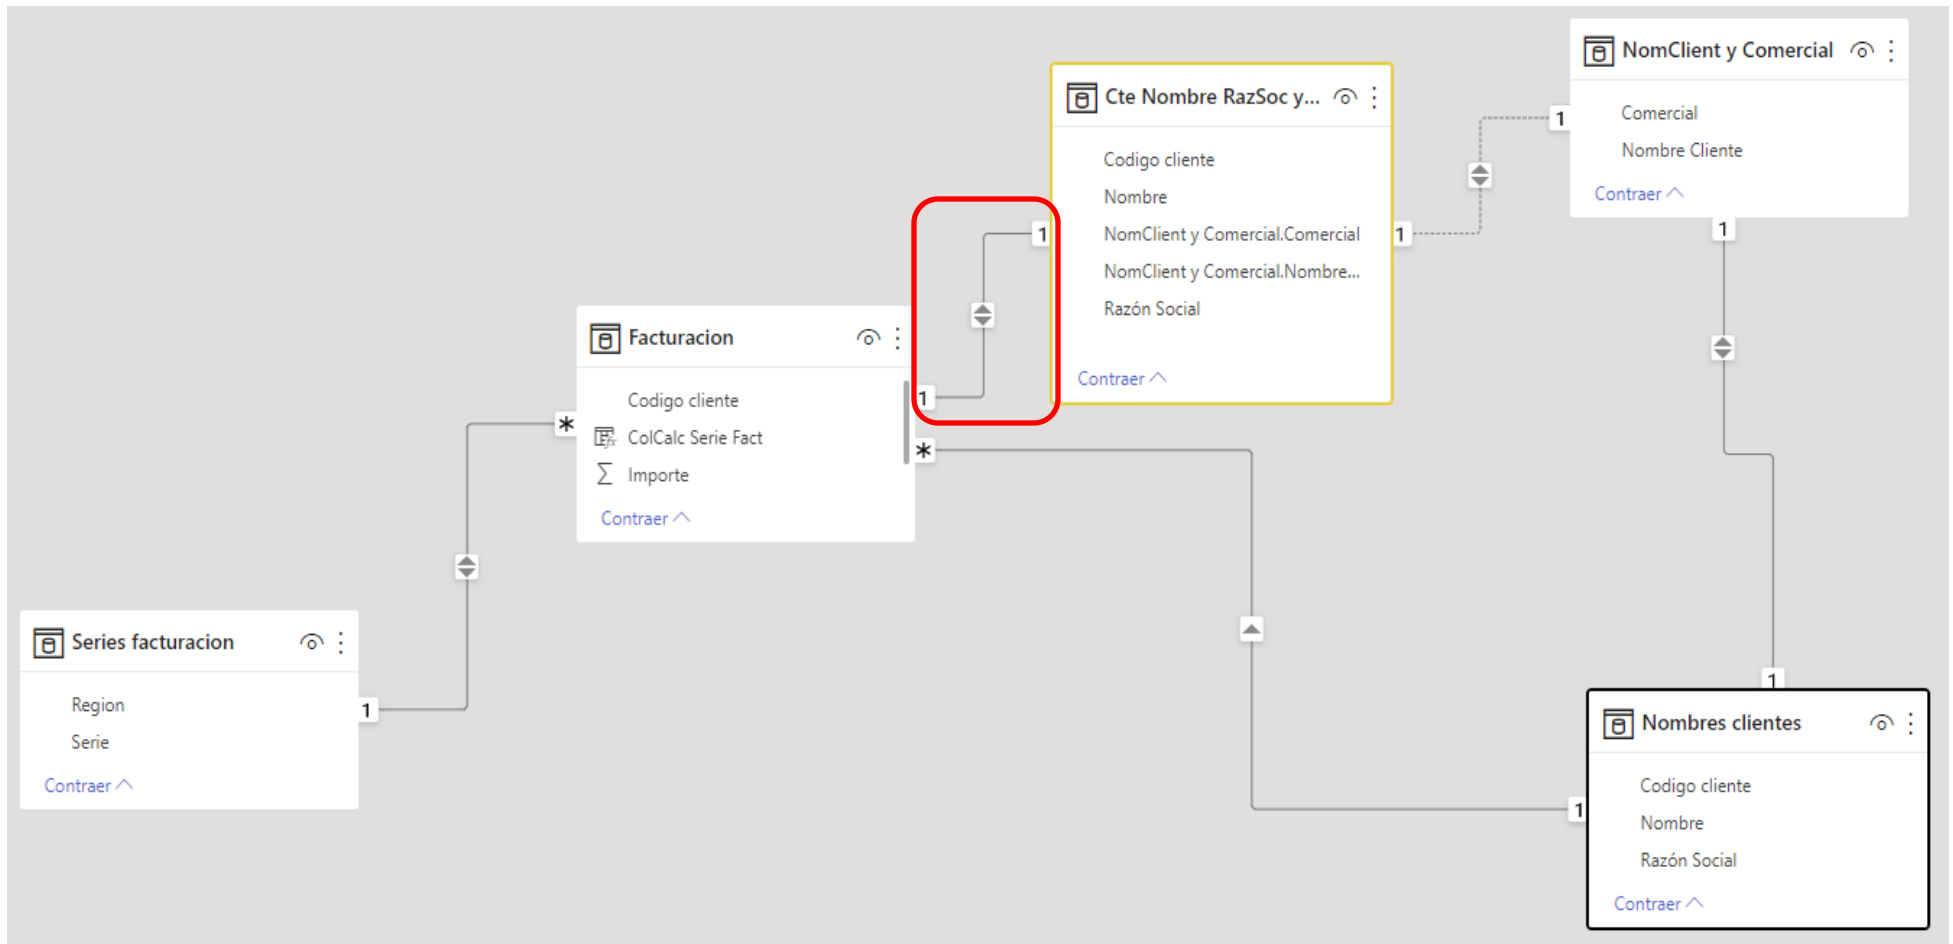 NomClient y Comercial
Comercial
Nombre Cliente
Contraer
1
1
Cte Nombre RazSoc y...
Codigo cliente
Nombre
NomClient y Comercial.Comercial
NomClient y Comercial.Nombre...
Razón Social
Contraer
1
1
Facturacion
Codigo cliente
ColCalc Serie Fact
Importe
Contraer
1
*
*
Series facturacion
Region
Serie
Contraer
1
1
Nombres clientes
Codigo cliente
Nombre
Razón Social
Contraer
1